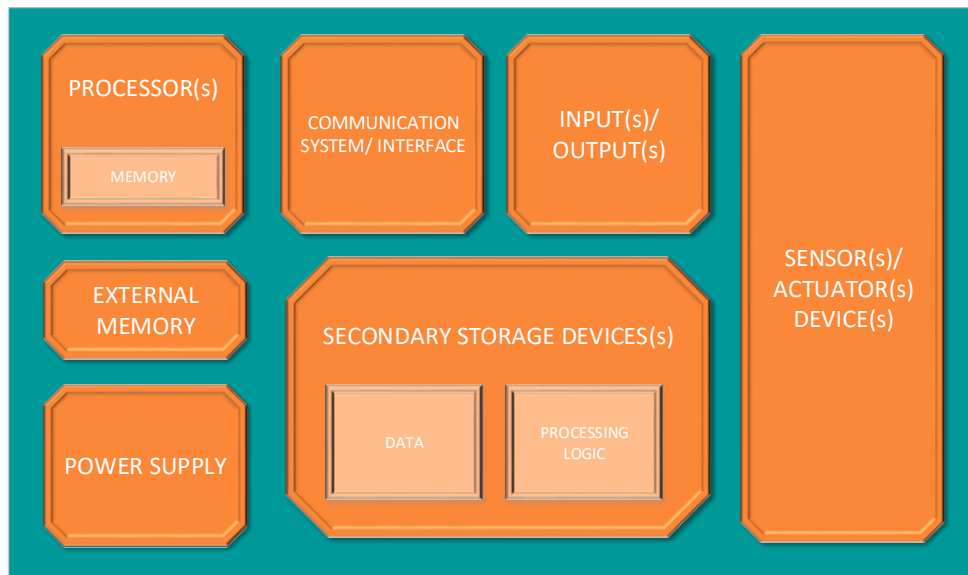 PROCESSOR(s)
MEMORY
COMMUNICATION
SYSTEM/ INTERFACE
INPUT(s)/
OUTPUT(s)
SENSOR(s)/
ACTUATOR(s)
DEVICE(s)
EXTERNAL
MEMORY
SECONDARY STORAGE DEVICES(s)
DATA
PROCESSING
LOGIC
POWER SUPPLY